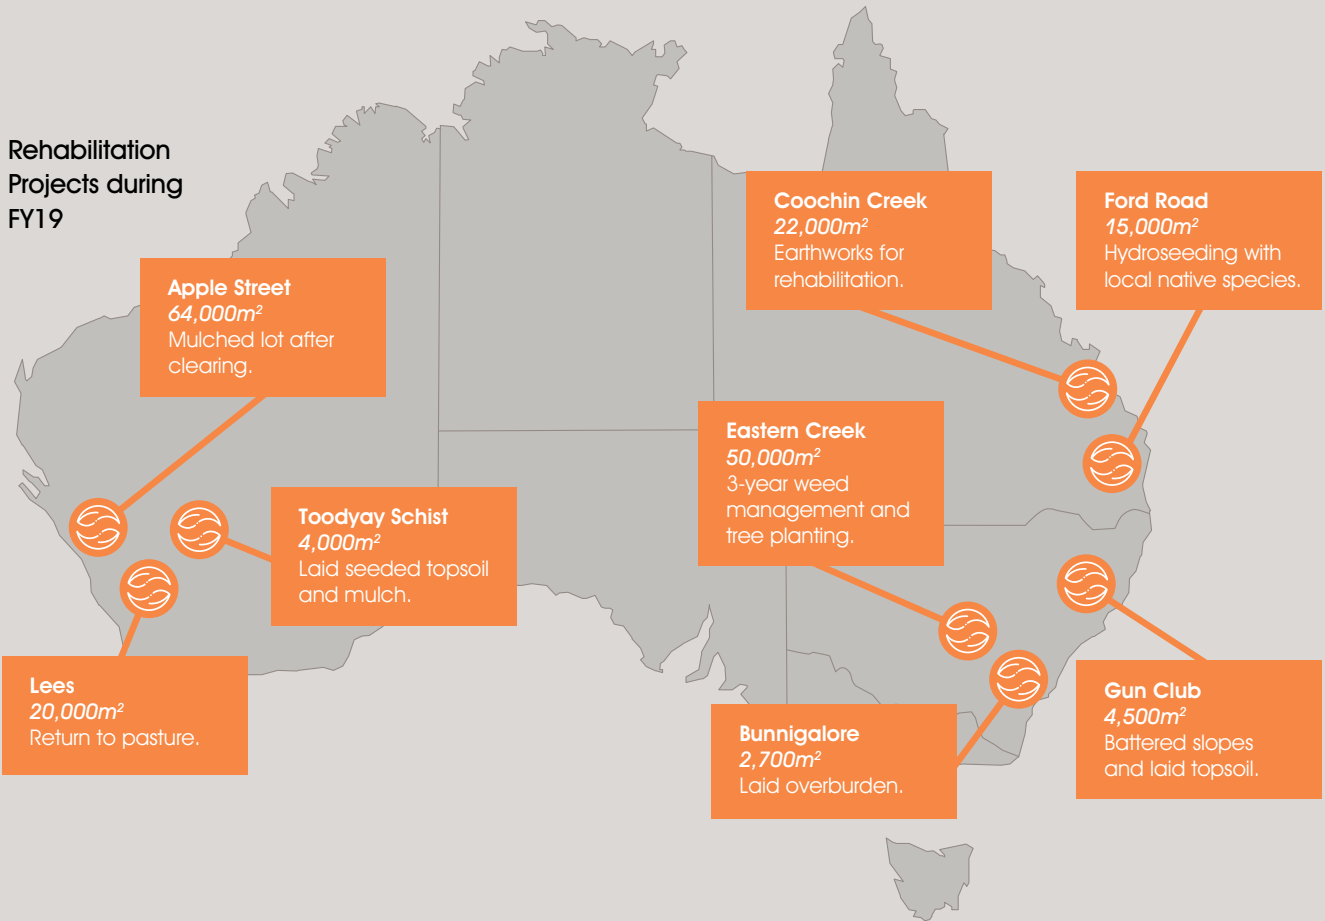 Rehabilitation
Projects during
FY19
Apple Street
64,000m²
Mulched lot after
clearing.
Toodyay Schist
4,000m²
Laid seeded topsoil
and mulch.
Lees
20,000m²
Return to pasture.
Coochin Creek
22,000m²
Earthworks for
rehabilitation.
Ford Road
15,000m²
Hydroseeding with
local native species.
Eastern Creek
50,000m²
3-year weed
management and
tree planting.
Bunnigalore
2,700m²
Laid overburden.
Gun Club
4,500m²
Battered slopes
and laid topsoil.